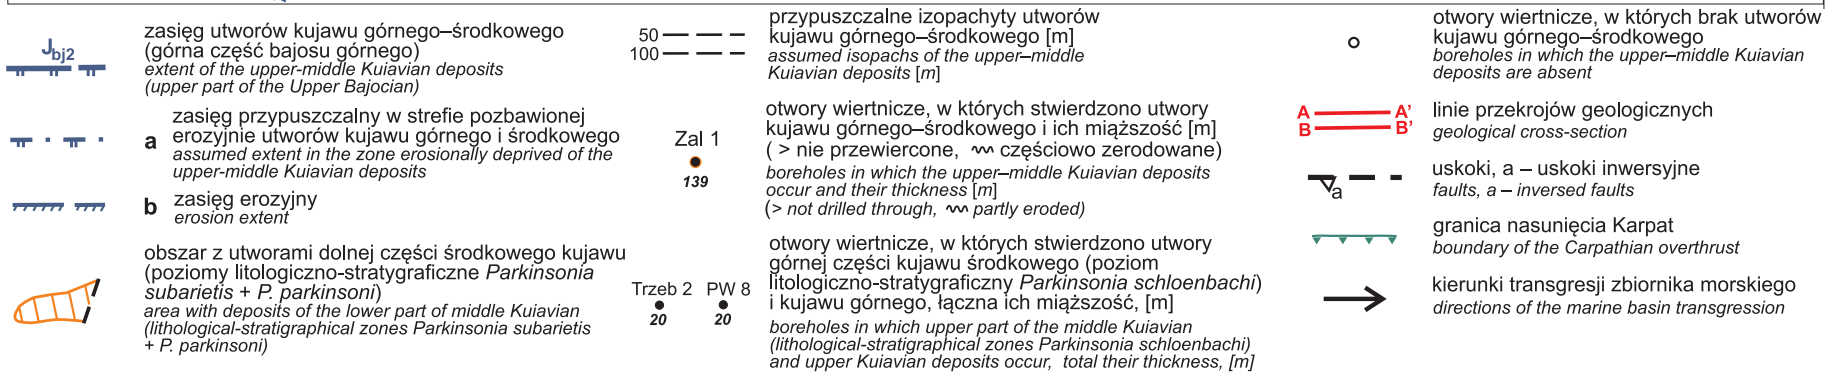 J bj2
zasięg utworów kujawu górnego–środkowego
(górna część bajosu górnego)
extent of the upper-middle Kuiavian deposits
(upper part of the Upper Bajocian)
a
zasięg przypuszczalny w strefie pozbawionej
erozyjnie utworów kujawu górnego i środkowego
assumed extent in the zone erosionally deprived of the
upper-middle Kuiavian deposits
b
zasięg erozyjny
erosion extent
obszar z utworami dolnej części środkowego kujawu
(poziomy litologiczno-stratygraficzne Parkinsonia
subarietis + P. parkinsoni)
area with deposits of the lower part of middle Kuiavian
(lithological-stratigraphical zones Parkinsonia subarietis
+ P. parkinsoni)
50
100
przypuszczalne izopachyty utworów
kujawu górnego–środkowego [m]
assumed isopachs of the upper–middle
Kuiavian deposits [m]
Zal 1
139
otwory wiertnicze, w których stwierdzono utwory
kujawu górnego–środkowego i ich miąższość [m]
( > nie przewiercone, częściowo zerodowane)
boreholes in which the upper–middle Kuiavian deposits
occur and their thickness [m]
(> not drilled through, partly eroded)
Trzeb 2 PW 8
20 20
otwory wiertnicze, w których stwierdzono utwory
górnej części kujawu środkowego (poziom
litologiczno-stratygraficzny Parkinsonia schloenbachi)
i kujawu górnego, łączna ich miąższość, [m]
boreholes in which upper part of the middle Kuiavian
(lithological-stratigraphical zones Parkinsonia schloenbachi)
and upper Kuiavian deposits occur, total their thickness, [m]
otwory wiertnicze, w których brak utworów
kujawu górnego–środkowego
boreholes in which the upper–middle Kuiavian
deposits are absent
A A'
B B'
linie przekrojów geologicznych
geological cross-section
a
uskoki, a – uskoki inwersyjne
faults, a – inversed faults
granica nasunięcia Karpat
boundary of the Carpathian overthrust
kierunki transgresji zbiornika morskiego
directions of the marine basin transgression